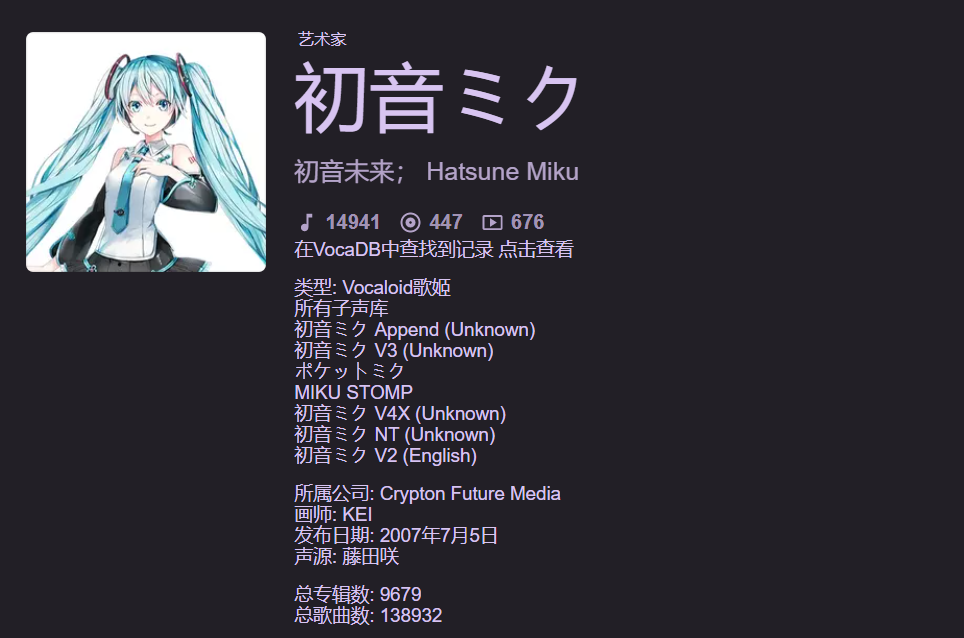 艺术家
初音ミク
初音未来； Hatsune Miku
14941 447 676
在VocaDB中查找到记录 点击查看
类型: Vocaloid歌姬
所有子声库
初音ミク Append (Unknown)
初音ミク V3 (Unknown)
ポケットミク
MIKU STOMP
初音ミク V4X (Unknown)
初音ミク NT (Unknown)
初音ミク V2 (English)
所属公司: Crypton Future Media
画师: KEI
发布日期: 2007年7月5日
声源: 藤田咲
总专辑数: 9679
总歌曲数: 138932